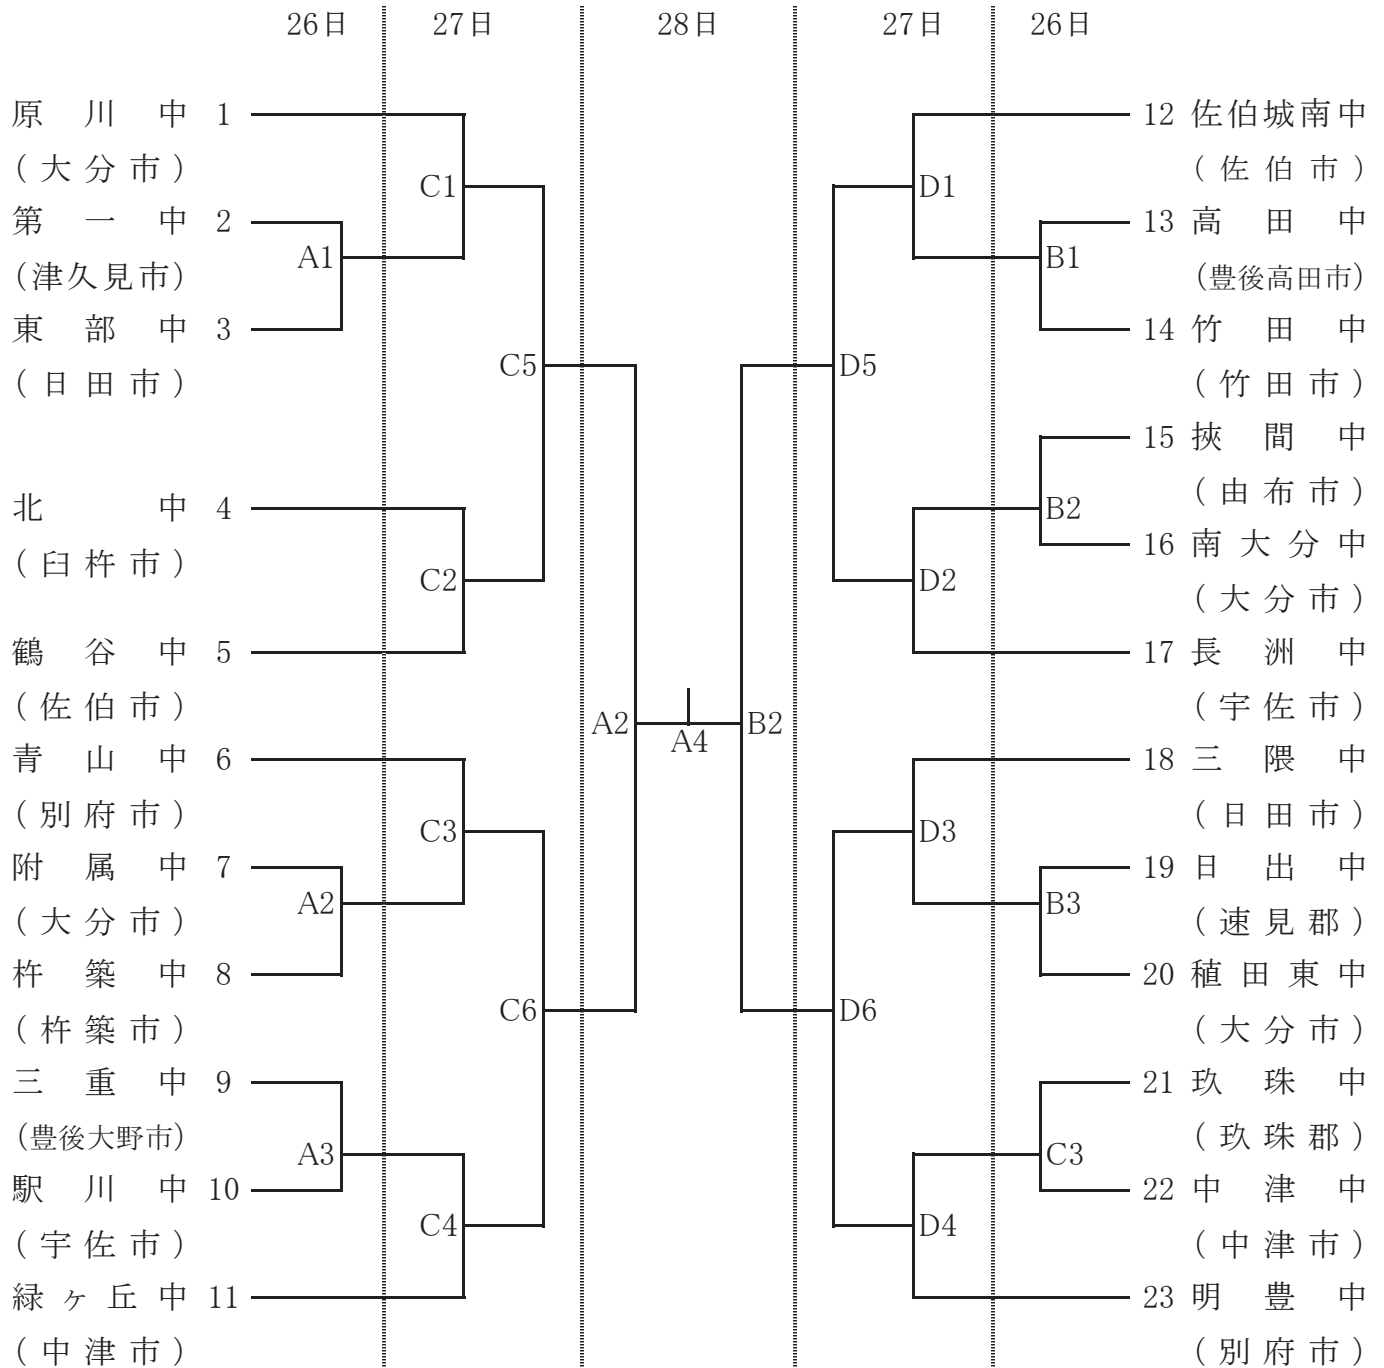 26日 27日 28日 27日 26日
原川中 1
(大分市)
C1
第一中 2
A1
(津久見市)
東部中 3
C5
(日田市)
北中 4
(臼杵市)
C2
鶴谷中 5
(佐伯市)
A2
青山中 6
(別府市)
C3
附属中 7
A2
(大分市)
杵築中 8
C6
(杵築市)
三重中 9
(豊後大野市)
A3
駅川中 10
C4
(宇佐市)
緑ヶ丘中 11
(中津市)
A4
12 佐伯城南中
(佐伯市)
D1
13 高田中
B1
(豊後高田市)
14 竹田中
D5
(竹田市)
15 挾間中
(由布市)
B2
16 南大分中
D2
(大分市)
17 長洲中
(宇佐市)
B2
18 三隈中
(日田市)
D3
19 日出中
B3
(速見郡)
20 稙田東中
D6
(大分市)
21 玖珠中
(玖珠郡)
C3
22 中津中
D4
(中津市)
23 明豊中
(別府市)